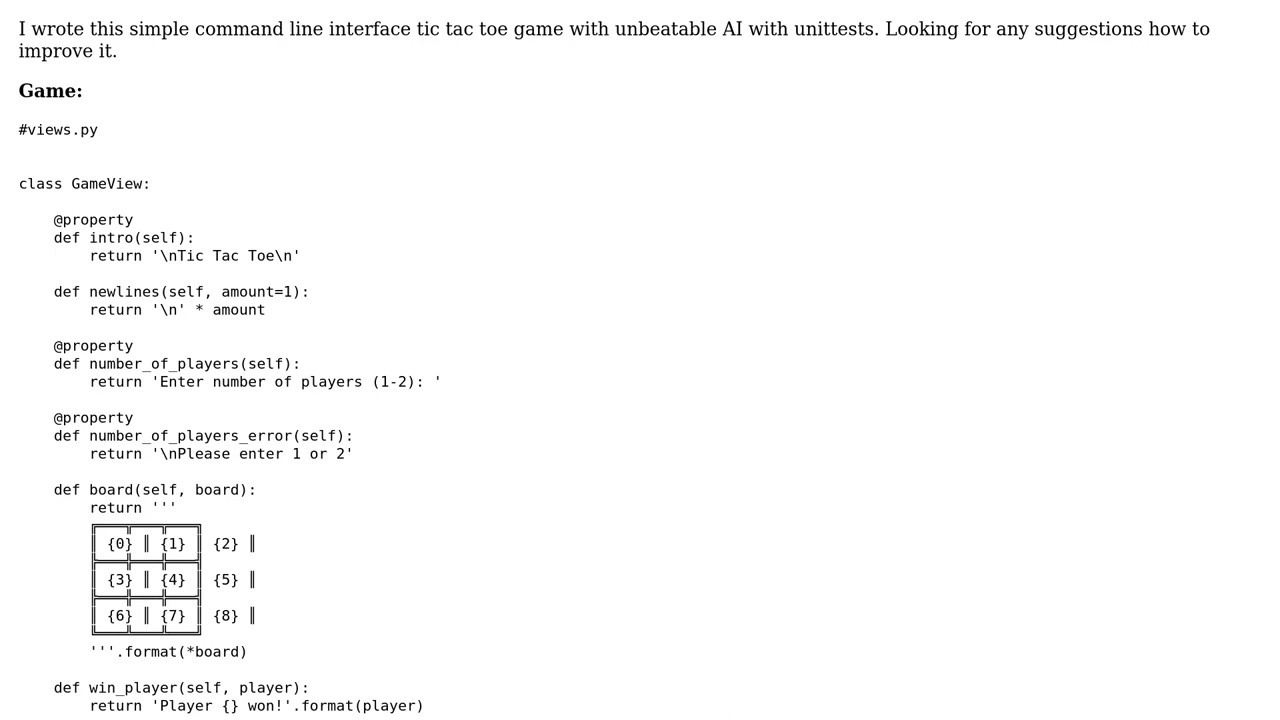 I wrote this simple command line interface tic tac toe game with unbeatable AI with unittests. Looking for any suggestions how to
improve it.
Game:
#views.py
class GameView:
    @property
    def intro(self):
        return '\nTic Tac Toe\n'
    def newlines(self, amount=1):
        return '\n' * amount
    @property
    def number_of_players(self):
        return 'Enter number of players (1-2): '
    @property
    def number_of_players_error(self):
        return '\nPlease enter 1 or 2'
    def board(self, board):
        return '''
        ╔═══╦═══╦═══╗
        ║ {0} ║ {1} ║ {2} ║
        ╠═══╬═══╬═══╣
        ║ {3} ║ {4} ║ {5} ║
        ╠═══╬═══╬═══╣
        ║ {6} ║ {7} ║ {8} ║
        ╚═══╩═══╩═══╝
        '''.format(*board)
    def win_player(self, player):
        return 'Player {} won!'.format(player)